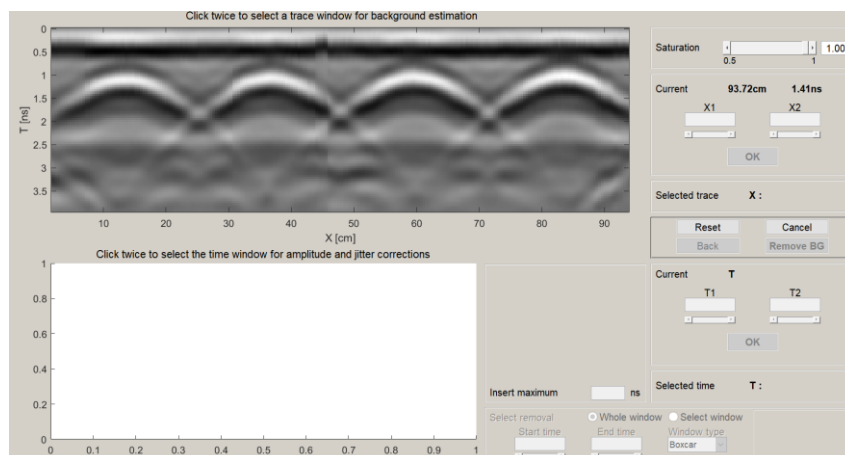 Click twice to select a trace window for background estimation
0
0.5
1
1.5
2
2.5
3
3.5
T [ns]
10 20 30 40 50 60 70 80 90
X [cm]
Saturation 1.00
0.5 1
Current 93.72cm 1.41ns
X1 X2
OK
Selected trace X :
Reset Cancel
Back Remove BG
Click twice to select the time window for amplitude and jitter corrections
1
0.8
0.6
0.4
0.2
0
0 0.1 0.2 0.3 0.4 0.5 0.6 0.7 0.8 0.9 1
Current T
T1 T2
OK
Insert maximum ns
Selected time T :
Select removal Whole window Select window
Start time End time Window type
Boxcar